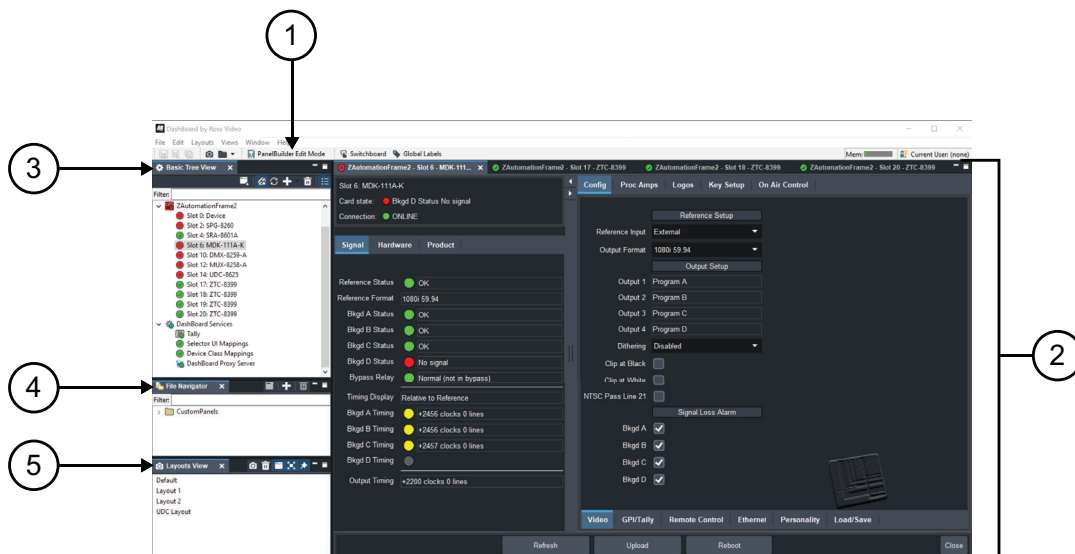 1
DashBoard by Ross Video
File Edit Layouts Views Window Help
PanelBuilder Edit Mode Switchboard Global Labels Mem: Current User: (none)
3
Basic Tree View
Filter:
ZAutomationFrame2
Slot 0: Device
Slot 2: SPG-8260
Slot 4: SRA-8601A
Slot 6: MDK-111A-K
Slot 10: DMX-8259-A
Slot 12: MUX-8258-A
Slot 14: UDC-8625
Slot 17: ZTC-8399
Slot 18: ZTC-8399
Slot 19: ZTC-8399
Slot 20: ZTC-8399
DashBoard Services
Tally
Selector UI Mappings
Device Class Mappings
DashBoard Proxy Server
4
File Navigator
Filter:
CustomPanels
5
Layouts View
Default
Layout 1
Layout 2
UDC Layout
ZAutomationFrame2 - Slot 6 - MDK-111... ZAutomationFrame2 - Slot 17 - ZTC-8399 ZAutomationFrame2 - Slot 18 - ZTC-8399 ZAutomationFrame2 - Slot 20 - ZTC-8399
Slot 6: MDK-111A-K
Card state: Bkgd D Status No signal
Connection: ONLINE
Signal Hardware Product
Reference Status OK
Reference Format 1080i 59.94
Bkgd A Status OK
Bkgd B Status OK
Bkgd C Status OK
Bkgd D Status No signal
Bypass Relay Normal (not in bypass)
Timing Display Relative to Reference
Bkgd A Timing +2456 clocks 0 lines
Bkgd B Timing +2456 clocks 0 lines
Bkgd C Timing +2457 clocks 0 lines
Bkgd D Timing
Output Timing +2200 clocks 0 lines
Config Proc Amps Logos Key Setup On Air Control
Reference Setup
Reference Input External
Output Format 1080i 59.94
Output Setup
Output 1 Program A
Output 2 Program B
Output 3 Program C
Output 4 Program D
Dithering Disabled
Clip at Black
Clip at White
NTSC Pass Line 21
Signal Loss Alarm
Bkgd A
Bkgd B
Bkgd C
Bkgd D
Video GPI/Tally Remote Control Ethernet Personality Load/Save
Refresh Upload Reboot Close
2